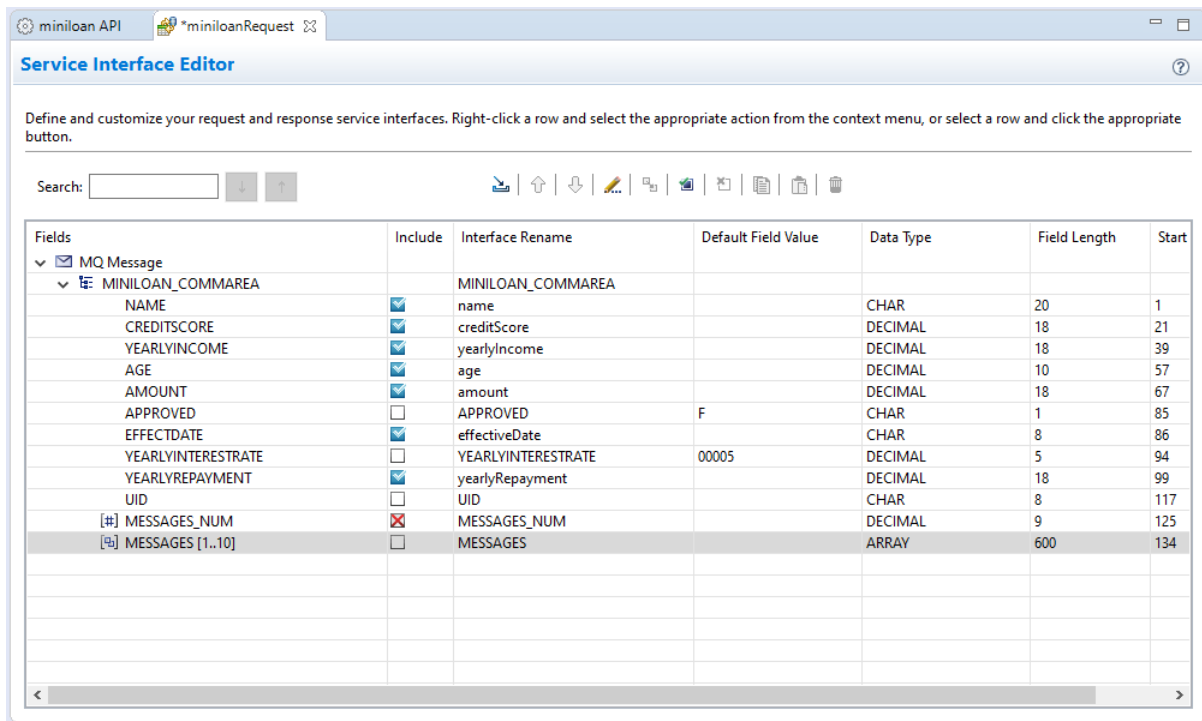 miniloan API *miniloanRequest
Service Interface Editor
Define and customize your request and response service interfaces. Right-click a row and select the appropriate action from the context menu, or select a row and click the appropriate
button.
Search:
Fields Include Interface Rename Default Field Value Data Type Field Length Start
MQ Message
MINILOAN_COMMAREA MINILOAN_COMMAREA
NAME name CHAR 20 1
CREDITSCORE creditScore DECIMAL 18 21
YEARLYINCOME yearlyIncome DECIMAL 18 39
AGE age DECIMAL 10 57
AMOUNT amount DECIMAL 18 67
APPROVED APPROVED F CHAR 1 85
EFFECTDATE effectiveDate CHAR 8 86
YEARLYINTERESTRATE YEARLYINTERESTRATE 00005 DECIMAL 5 94
YEARLYREPAYMENT yearlyRepayment DECIMAL 18 99
UID UID CHAR 8 117
[#] MESSAGES_NUM MESSAGES_NUM DECIMAL 9 125
MESSAGES [1..10] MESSAGES ARRAY 600 134